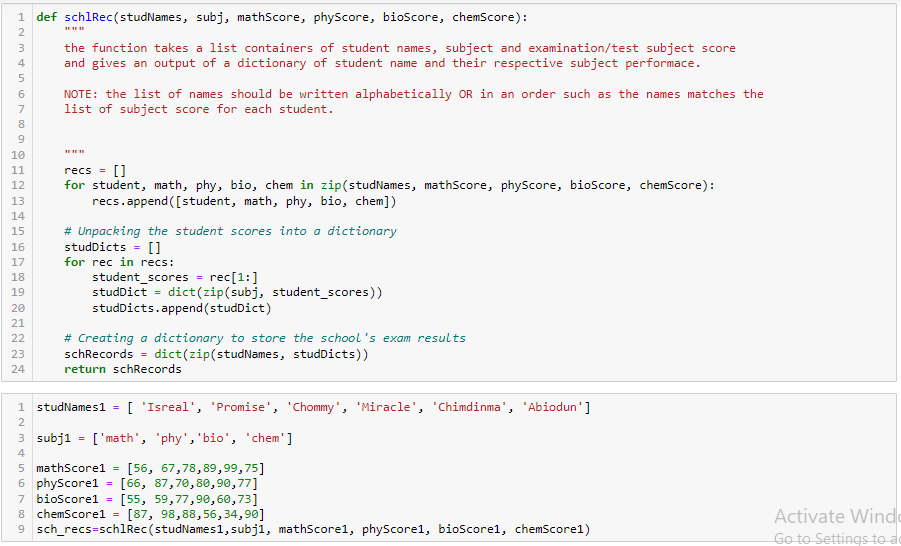 1 def schlRec(studNames, subj, mathScore, phyScore, bioScore, chemScore):
2 """
3 the function takes a list containers of student names, subject and examination/test subject score
4 and gives an output of a dictionary of student name and their respective subject performace.
5
6 NOTE: the list of names should be written alphabetically OR in an order such as the names matches the
7 list of subject score for each student.
8
9
10 """
11 recs = []
12 for student, math, phy, bio, chem in zip(studNames, mathScore, phyScore, bioScore, chemScore):
13 recs.append([student, math, phy, bio, chem])
14
15 # Unpacking the student scores into a dictionary
16 studDicts = []
17 for rec in recs:
18 student_scores = rec[1:]
19 studDict = dict(zip(subj, student_scores))
20 studDicts.append(studDict)
21
22 # Creating a dictionary to store the school's exam results
23 schRecords = dict(zip(studNames, studDicts))
24 return schRecords
1 studNames1 = [ 'Isreal', 'Promise', 'Chommy', 'Miracle', 'Chimdinma', 'Abiodun']
2
3 subj1 = ['math', 'phy','bio', 'chem']
4
5 mathScore1 = [56, 67,78,89,99,75]
6 phyScore1 = [66, 87,70,80,90,77]
7 bioScore1 = [55, 59,77,90,60,73]
8 chemScore1 = [87, 98,88,56,34,90]
9 sch_recs=schlRec(studNames1,subj1, mathScore1, phyScore1, bioScore1, chemScore1)
Activate Wind
Go to Settings to a